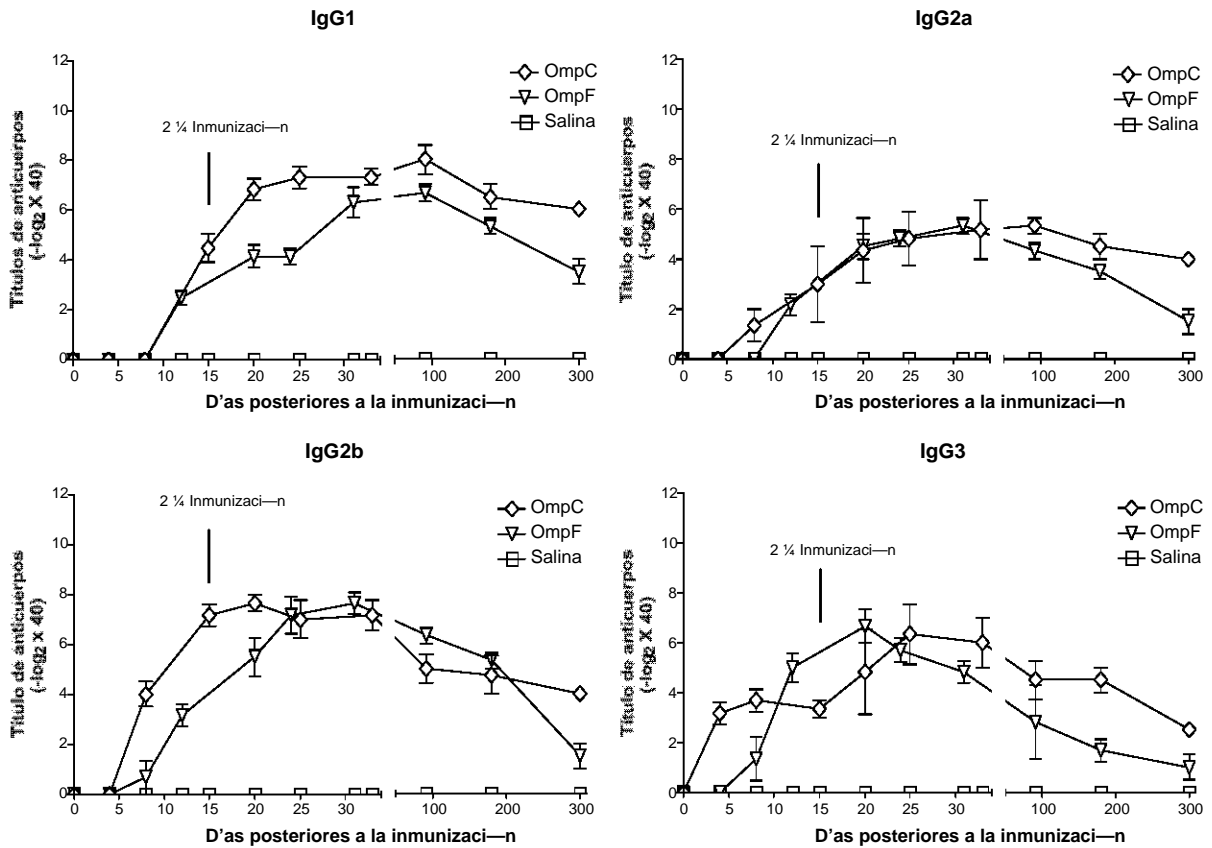 IgG1
12
10
8
6
4
2
0
Títulos de anticuerpos
(-log2 X 40)
2 ¼ Inmunizaci—n
OmpC
OmpF
Salina
0 5 10 15 20 25 30 100 200 300
D'as posteriores a la inmunizaci—n
IgG2a
12
10
8
6
4
2
0
Título de anticuerpos
(-log2 X 40)
2 ¼ Inmunizaci—n
OmpC
OmpF
Salina
0 5 10 15 20 25 30 100 200 300
D'as posteriores a la inmunizaci—n
IgG2b
12
10
8
6
4
2
0
Título de anticuerpos
(-log2 X 40)
2 ¼ Inmunizaci—n
OmpC
OmpF
Salina
0 5 10 15 20 25 30 100 200 300
D'as posteriores a la inmunizaci—n
IgG3
12
10
8
6
4
2
0
Título de anticuerpos
(-log2 X 40)
2 ¼ Inmunizaci—n
OmpC
OmpF
Salina
0 5 10 15 20 25 30 100 200 300
D'as posteriores a la inmunizaci—n